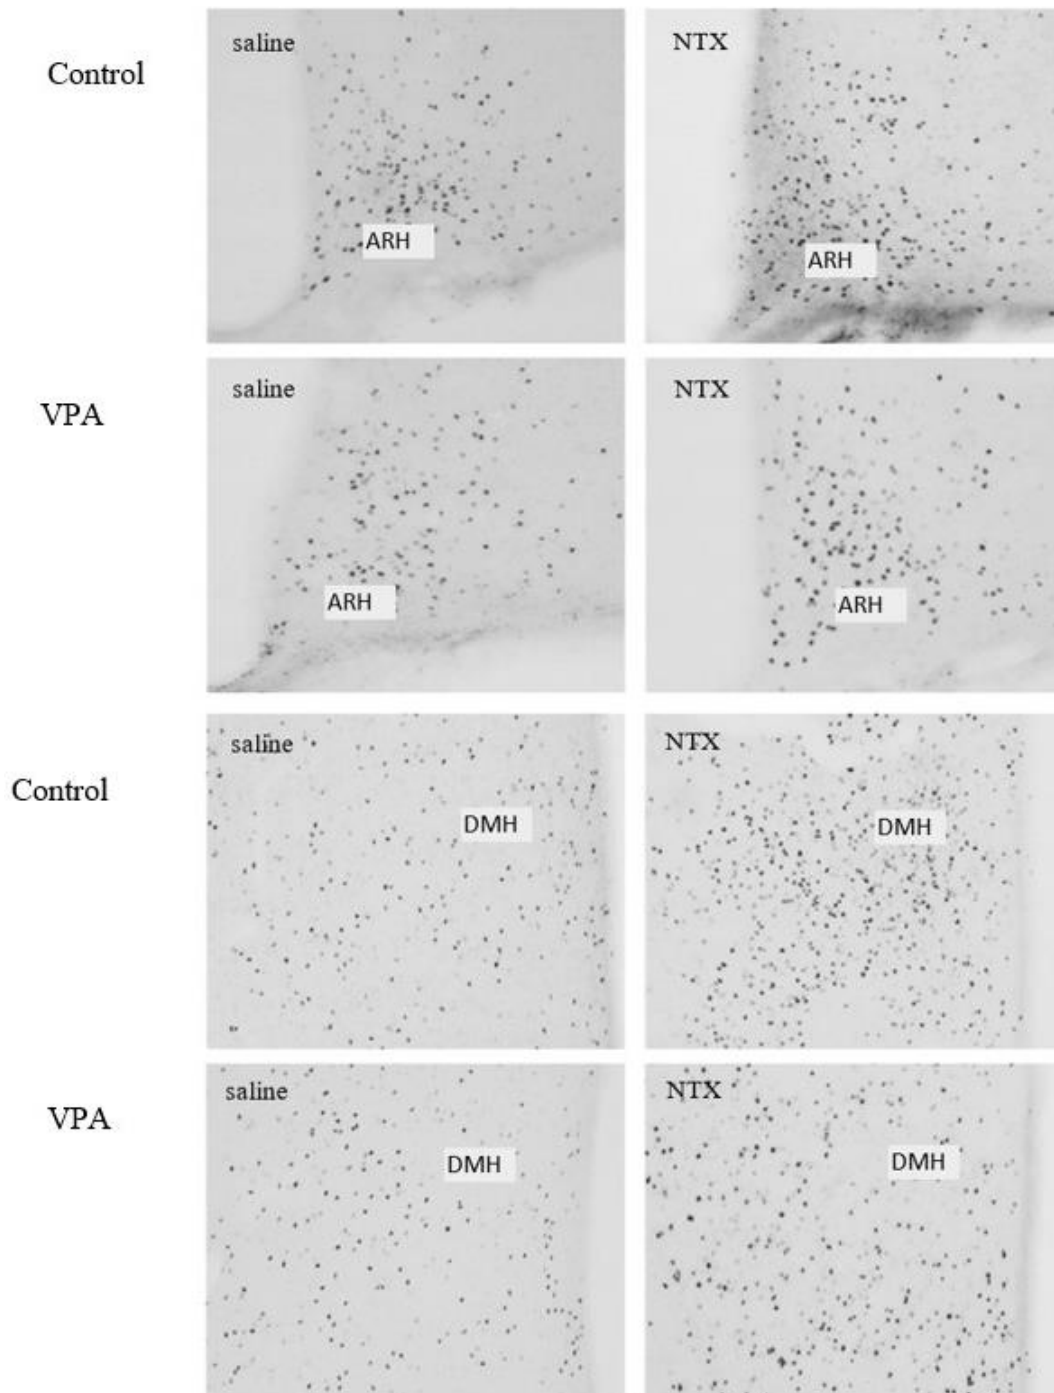 Control
saline
NTX
ARH
ARH
VPA
saline
NTX
ARH
ARH
Control
saline
NTX
DMH
DMH
VPA
saline
NTX
DMH
DMH